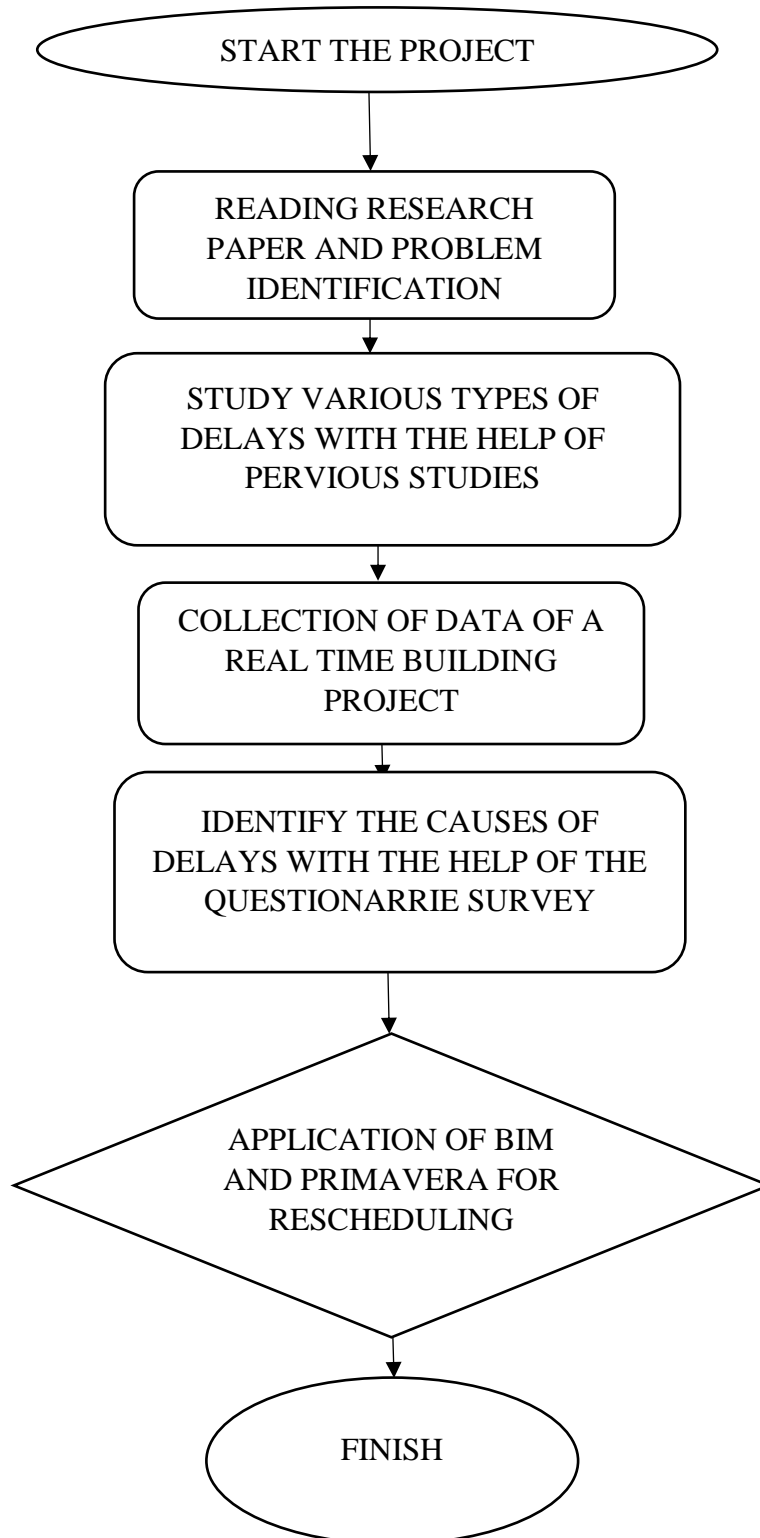 START THE PROJECT
READING RESEARCH
PAPER AND PROBLEM
IDENTIFICATION
STUDY VARIOUS TYPES OF
DELAYS WITH THE HELP OF
PERVIOUS STUDIES
COLLECTION OF DATA OF A
REAL TIME BUILDING
PROJECT
IDENTIFY THE CAUSES OF
DELAYS WITH THE HELP OF THE
QUESTIONARRIE SURVEY
APPLICATION OF BIM
AND PRIMAVERA FOR
RESCHEDULING
FINISH